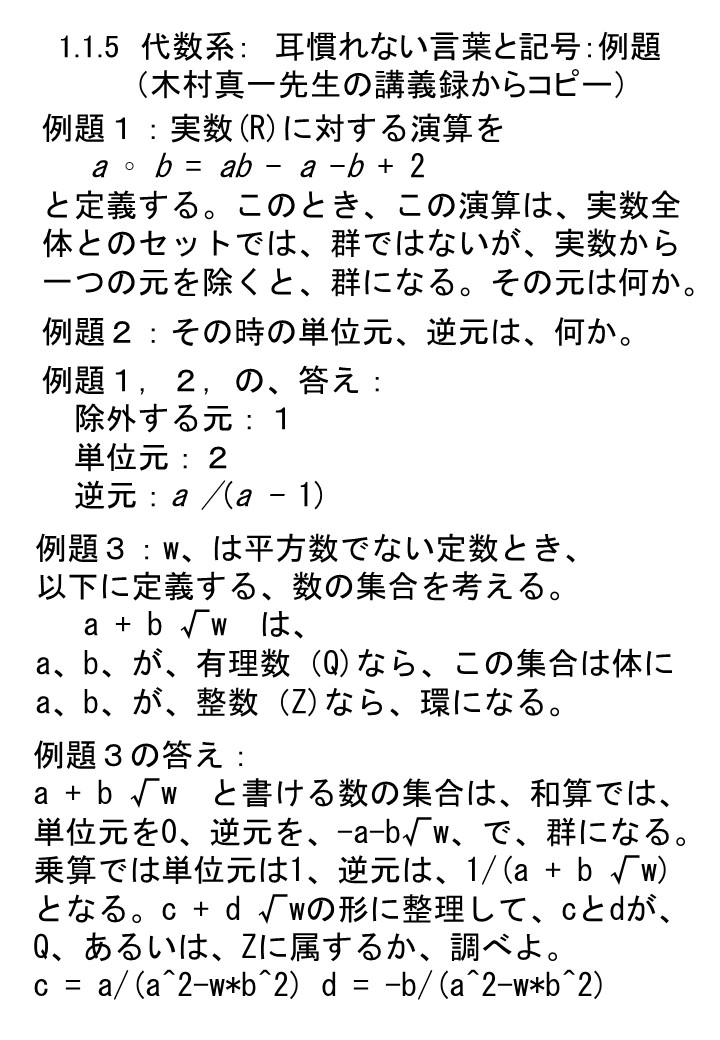 1.1.5 代数系： 耳慣れない言葉と記号：例題
（木村真一先生の講義録からコピー）
例題１：実数(R)に対する演算を
a ◦ b = ab − a −b + 2
と定義する。このとき、この演算は、実数全
体とのセットでは、群ではないが、実数から
一つの元を除くと、群になる。その元は何か。
例題２：その時の単位元、逆元は、何か。
例題１，２，の、答え：
除外する元：１
単位元：２
逆元：a /(a − 1)
例題３：w、は平方数でない定数とき、
以下に定義する、数の集合を考える。
a + b √w は、
a、b、が、有理数 (Q)なら、この集合は体に
a、b、が、整数 (Z)なら、環になる。
例題３の答え：
a + b √w と書ける数の集合は、和算では、
単位元を0、逆元を、-a-b√w、で、群になる。
乗算では単位元は1、逆元は、1/(a + b √w)
となる。c + d √wの形に整理して、cとdが、
Q、あるいは、Zに属するか、調べよ。
c = a/(a^2-w*b^2) d = -b/(a^2-w*b^2)